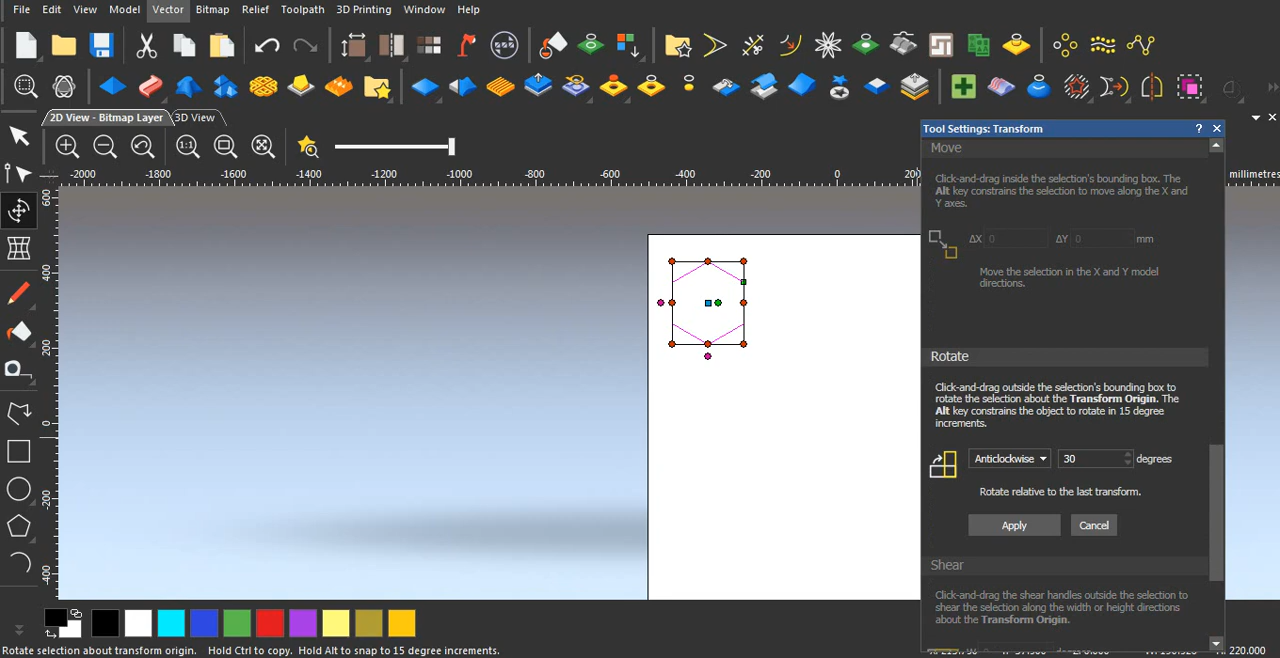 File Edit View Model Vector Bitmap Relief Toolpath 3D Printing Window Help
2D View - Bitmap Layer 3D View
1:1
-2000 -1800 -1600 -1400 -1200 -1000 -800 -600 -400 -200 0 millimetres
600
400
200
0
-200
-400
Tool Settings: Transform ?
Move
Click-and-drag inside the selection's bounding box. The
Alt key constrains the selection to move along the X and
Y axes.
ΔX 0 ΔY 0 mm
Move the selection in the X and Y model
directions.
Rotate
Click-and-drag outside the selection's bounding box to
rotate the selection about the Transform Origin. The
Alt key constrains the object to rotate in 15 degree
increments.
Anticlockwise 30 degrees
Rotate relative to the last transform.
Apply Cancel
Shear
Click-and-drag the shear handles outside the selection to
shear the selection along the width or height directions
about the Transform Origin.
Rotate selection about transform origin. Hold Ctrl to copy. Hold Alt to snap to 15 degree increments.